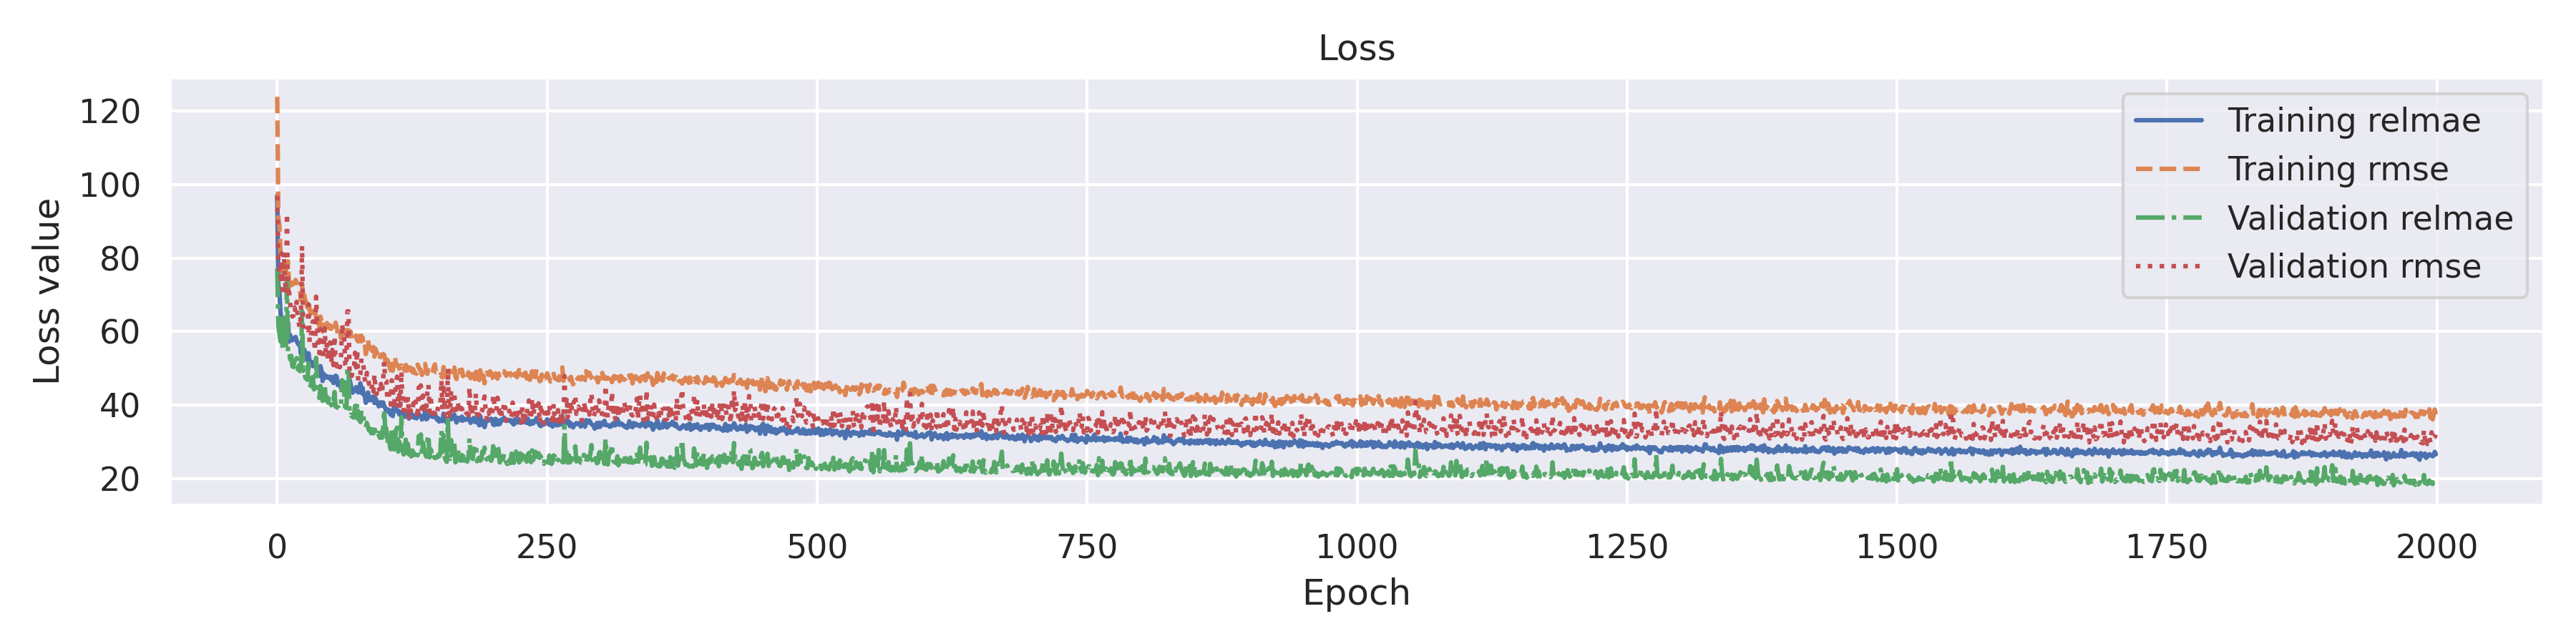 Loss
Loss value
120
100
80
60
40
20
Training relmae
Training rmse
Validation relmae
Validation rmse
0 250 500 750 1000 1250 1500 1750 2000
Epoch